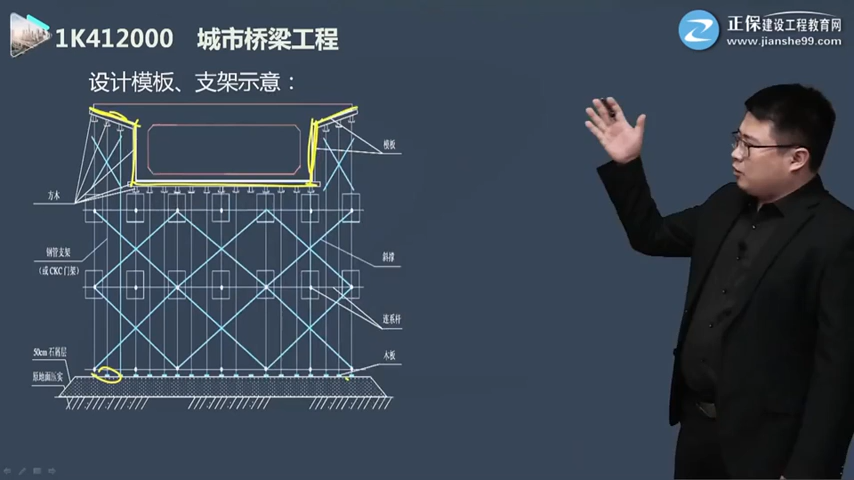 1K412000 城市桥梁工程
正保建设工程教育网
www.jianshe99.com
设计模板、支架示意：
模板
方木
钢管支架
（或CKC门架）
斜撑
连系杆
木板
50cm石屑层
原地面压实